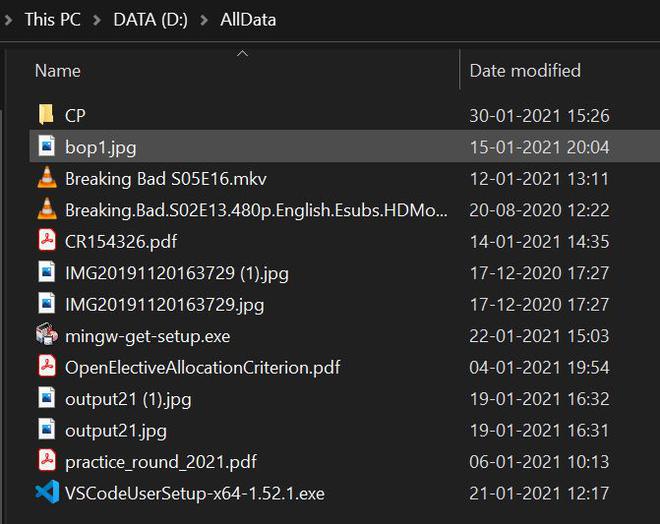 This PC > DATA (D:) > AllData
Name Date modified
CP 30-01-2021 15:26
bop1.jpg 15-01-2021 20:04
Breaking Bad S05E16.mkv 12-01-2021 13:11
Breaking.Bad.S02E13.480p.English.Esubs.HDMo... 20-08-2020 12:22
CR154326.pdf 14-01-2021 14:35
IMG20191120163729 (1).jpg 17-12-2020 17:27
IMG20191120163729.jpg 17-12-2020 17:27
mingw-get-setup.exe 22-01-2021 15:03
OpenElectiveAllocationCriterion.pdf 04-01-2021 19:54
output21 (1).jpg 19-01-2021 16:32
output21.jpg 19-01-2021 16:31
practice_round_2021.pdf 06-01-2021 10:13
VSCodeUserSetup-x64-1.52.1.exe 21-01-2021 12:17